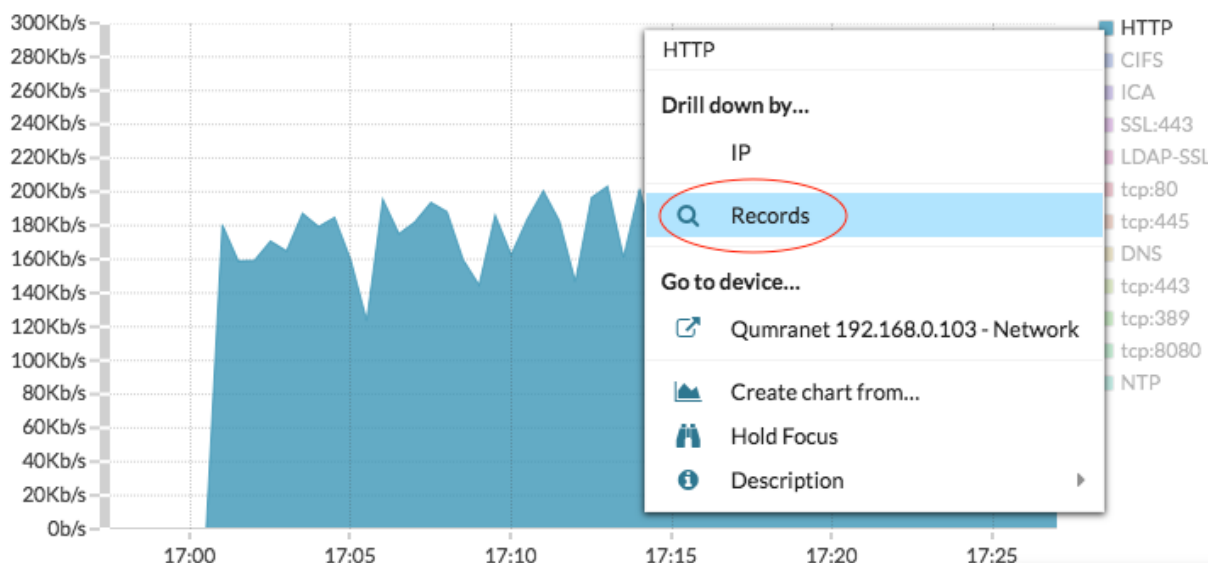 300Kb/s
280Kb/s
260Kb/s
240Kb/s
220Kb/s
200Kb/s
180Kb/s
160Kb/s
140Kb/s
120Kb/s
100Kb/s
80Kb/s
60Kb/s
40Kb/s
20Kb/s
0b/s
17:00
17:05
17:10
17:15
17:20
17:25
HTTP
Drill down by...
IP
Records
Go to device...
Qumranet 192.168.0.103 - Network
Create chart from...
Hold Focus
Description
HTTP
CIFS
ICA
SSL:443
LDAP-SSL
tcp:80
tcp:445
DNS
tcp:443
tcp:389
tcp:8080
NTP